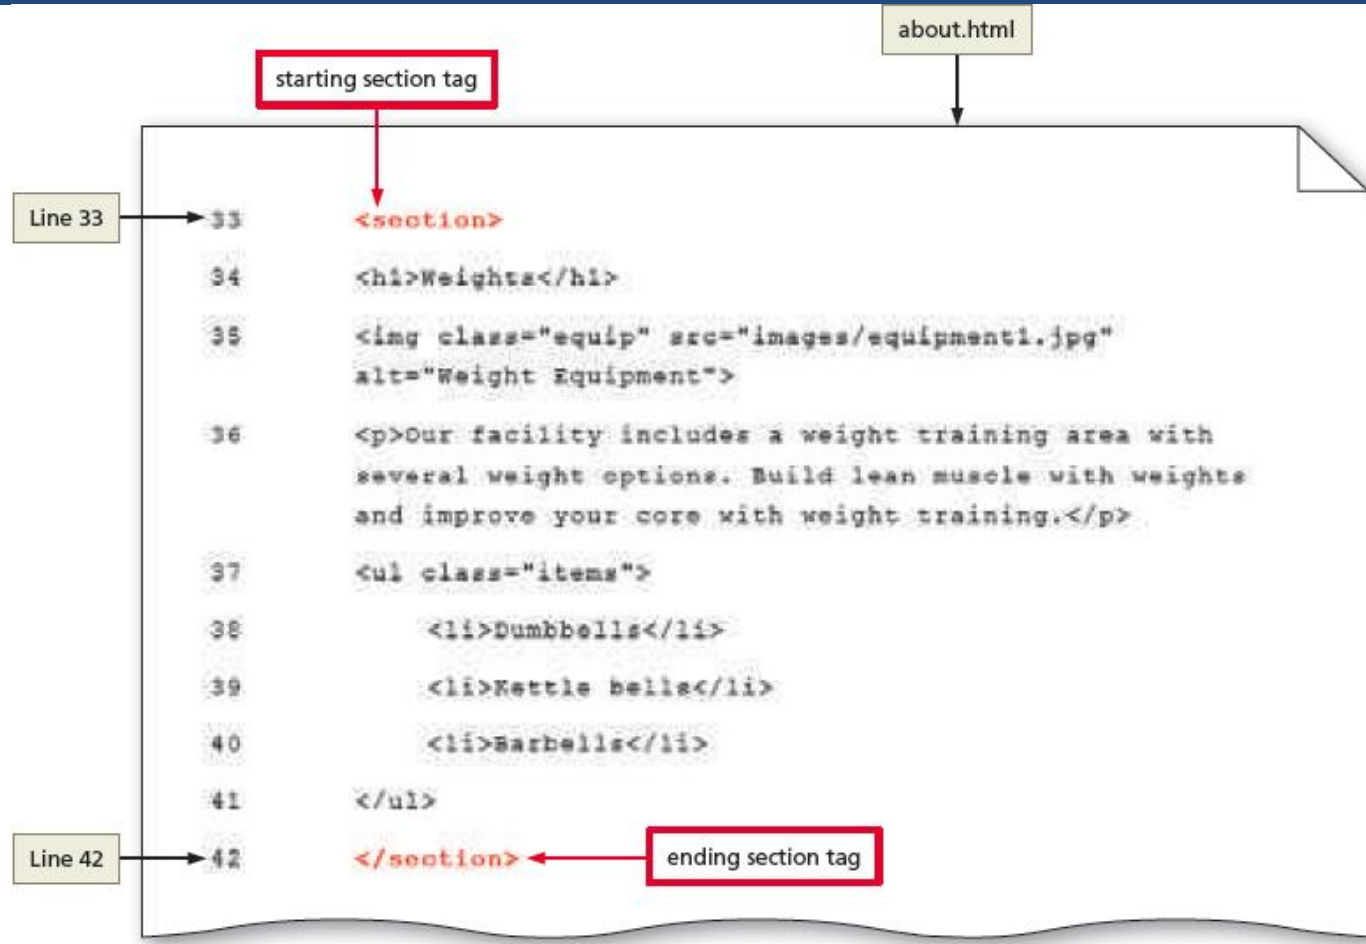 about.html
starting section tag
Line 33
33 <section>
34 <h1>Weights</h1>
35 <img class="equip" src="images/equipment1.jpg"
alt="Weight Equipment">
36 <p>Our facility includes a weight training area with
several weight options. Build lean muscle with weights
and improve your core with weight training.</p>
37 <ul class="items">
38 <li>Dumbbells</li>
39 <li>Kettle bells</li>
40 <li>Barbells</li>
41 </ul>
Line 42
42 </section>
ending section tag